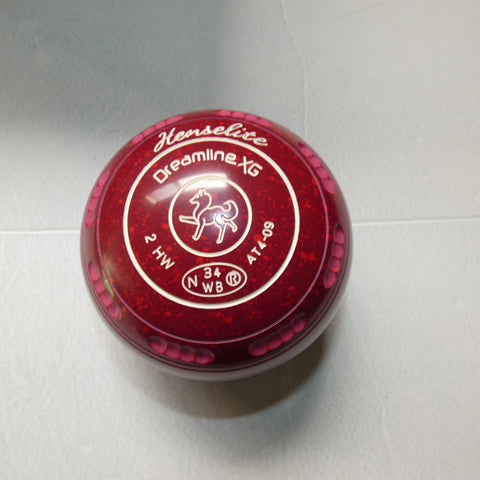 Henselite
Dreamline XG
2 HW
AT4-09
N 34 WB ®